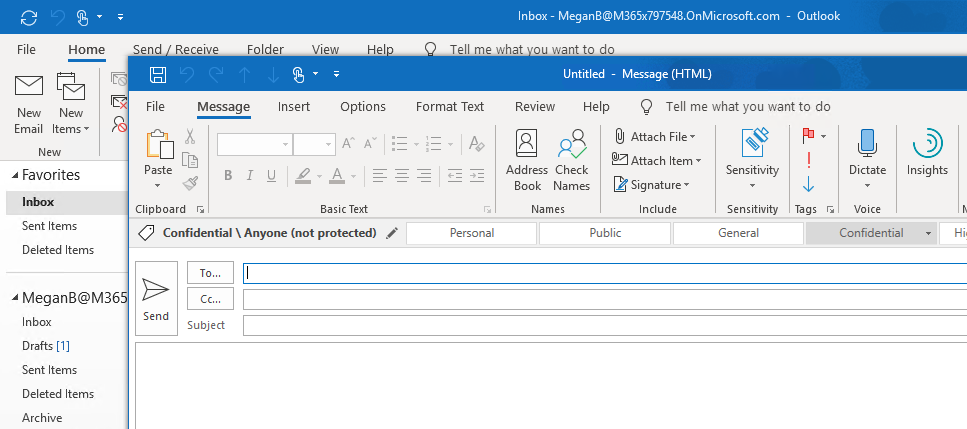 Inbox - MeganB@M365x797548.OnMicrosoft.com - Outlook
File Home Send / Receive Folder View Help Tell me what you want to do
Untitled - Message (HTML)
File Message Insert Options Format Text Review Help Tell me what you want to do
New Email
New Items
New
Paste
Clipboard
B I U A
Basic Text
Address Book
Check Names
Names
Attach File
Attach Item
Signature
Include
Sensitivity
Sensitivity
Tags
Dictate
Voice
Insights
Favorites
Inbox
Sent Items
Deleted Items
MeganB@M365
Inbox
Drafts [1]
Sent Items
Deleted Items
Archive
Confidential \ Anyone (not protected) Personal Public General Confidential Hi
Send
To...
Cc...
Subject